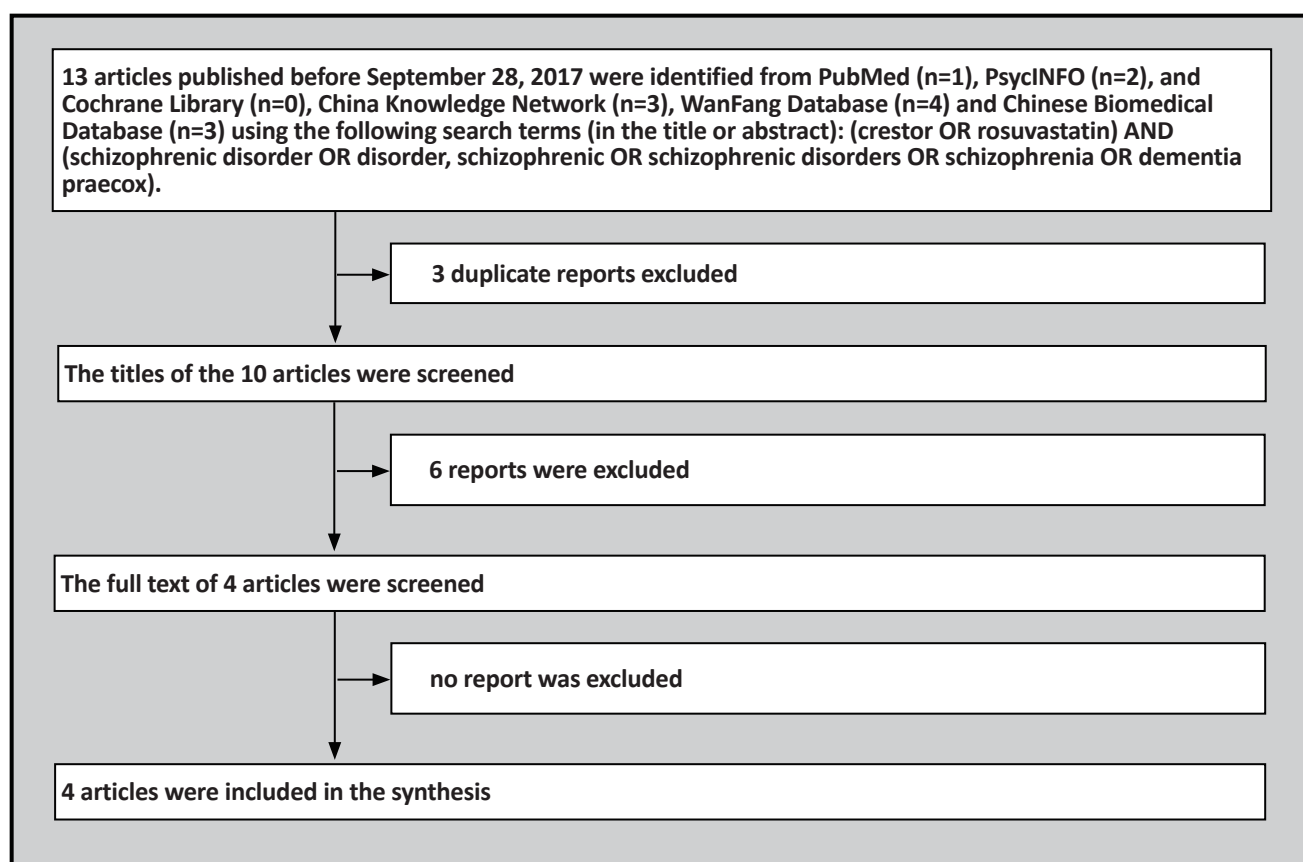 13 articles published before September 28, 2017 were identified from PubMed (n=1), PsycINFO (n=2), and
Cochrane Library (n=0), China Knowledge Network (n=3), WanFang Database (n=4) and Chinese Biomedical
Database (n=3) using the following search terms (in the title or abstract): (crestor OR rosuvastatin) AND
(schizophrenic disorder OR disorder, schizophrenic OR schizophrenic disorders OR schizophrenia OR dementia
praecox).
3 duplicate reports excluded
The titles of the 10 articles were screened
6 reports were excluded
The full text of 4 articles were screened
no report was excluded
4 articles were included in the synthesis